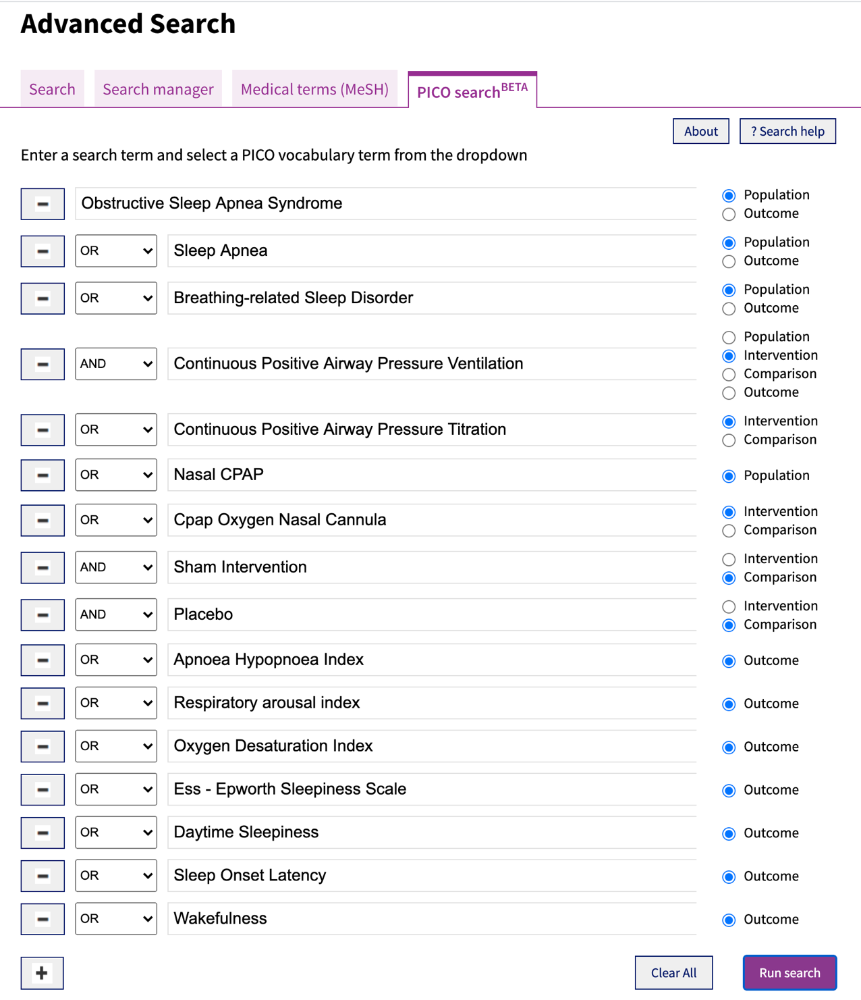 Advanced Search
Search
Search manager
Medical terms (MeSH)
PICO searchBETA
About
? Search help
Enter a search term and select a PICO vocabulary term from the dropdown
Obstructive Sleep Apnea Syndrome
Population
Outcome
OR
Sleep Apnea
Population
Outcome
OR
Breathing-related Sleep Disorder
Population
Outcome
AND
Continuous Positive Airway Pressure Ventilation
Population
Intervention
Comparison
Outcome
OR
Continuous Positive Airway Pressure Titration
Intervention
Comparison
OR
Nasal CPAP
Population
OR
Cpap Oxygen Nasal Cannula
Intervention
Comparison
AND
Sham Intervention
Intervention
Comparison
AND
Placebo
Intervention
Comparison
OR
Apnoea Hypopnoea Index
Outcome
OR
Respiratory arousal index
Outcome
OR
Oxygen Desaturation Index
Outcome
OR
Ess - Epworth Sleepiness Scale
Outcome
OR
Daytime Sleepiness
Outcome
OR
Sleep Onset Latency
Outcome
OR
Wakefulness
Outcome
Clear All
Run search